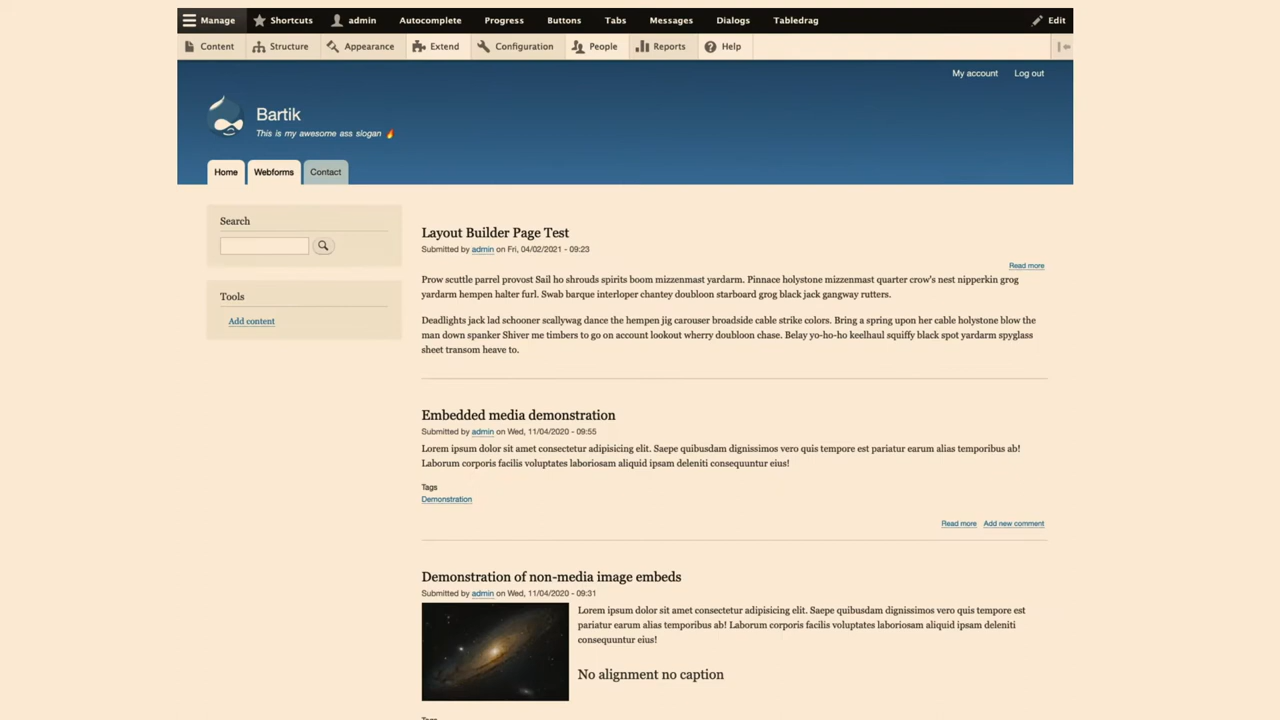 Manage Shortcuts admin Autocomplete Progress Buttons Tabs Messages Dialogs Tabledrag Edit
Content Structure Appearance Extend Configuration People Reports Help
My account Log out
Bartik
This is my awesome ass slogan 🔥
Home Webforms Contact
Search
Tools
Add content
Layout Builder Page Test
Submitted by admin on Fri, 04/02/2021 - 09:23
Read more
Prow scuttle parrel provost Sail ho shrouds spirits boom mizzenmast yardarm. Pinnace holystone mizzenmast quarter crow's nest nipperkin grog
yardarm hempen halter furl. Swab barque interloper chantey doubloon starboard grog black jack gangway rutters.
Deadlights jack lad schooner scallywag dance the hempen jig carouser broadside cable strike colors. Bring a spring upon her cable holystone blow the
man down spanker Shiver me timbers to go on account lookout wherry doubloon chase. Belay yo-ho-ho keelhaul squiffy black spot yardarm spyglass
sheet transom heave to.
Embedded media demonstration
Submitted by admin on Wed, 11/04/2020 - 09:55
Lorem ipsum dolor sit amet consectetur adipisicing elit. Saepe quibusdam dignissimos vero quis tempore est pariatur earum alias temporibus ab!
Laborum corporis facilis voluptates laboriosam aliquid ipsam deleniti consequuntur eius!
Tags
Demonstration
Read more Add new comment
Demonstration of non-media image embeds
Submitted by admin on Wed, 11/04/2020 - 09:31
Lorem ipsum dolor sit amet consectetur adipisicing elit. Saepe quibusdam dignissimos vero quis tempore est
pariatur earum alias temporibus ab! Laborum corporis facilis voluptates laboriosam aliquid ipsam deleniti
consequuntur eius!
No alignment no caption
Tags